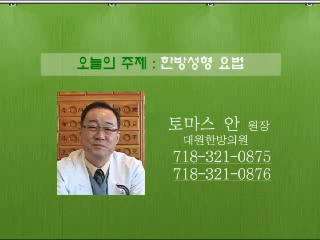 오늘의 주제 : 한방성형 요법
토마스 안 원장
대원한방의원
718-321-0875
718-321-0876